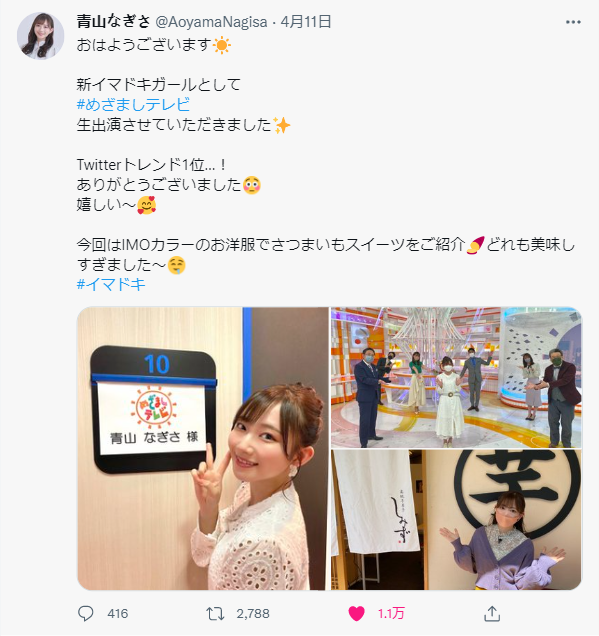 青山なぎさ @AoyamaNagisa · 4月11日
おはようございます☀️
新イマドキガールとして
#めざましテレビ
生出演させていただきました✨
Twitterトレンド1位…！
ありがとうございました😳
嬉しい〜🥰
今回はIMOカラーのお洋服でさつまいもスイーツをご紹介🍠どれも美味し
すぎました〜😋
#イマドキ
10
めざまし
テレビ
青山 なぎさ 様
しみず
芋
416
2,788
1.1万